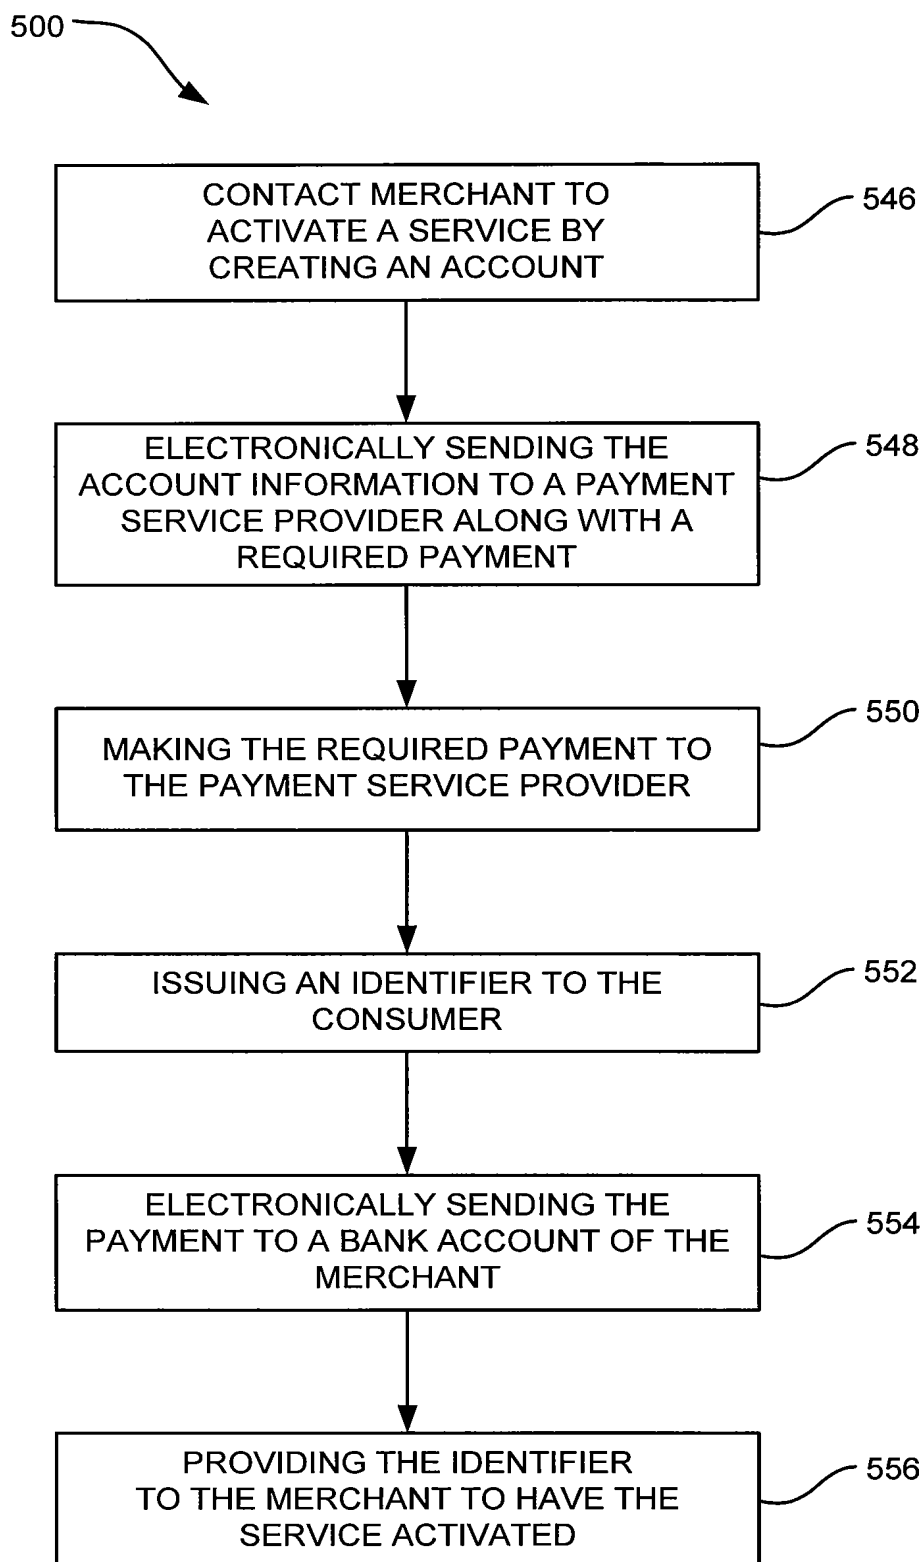 500
CONTACT MERCHANT TO
ACTIVATE A SERVICE BY
CREATING AN ACCOUNT
546
ELECTRONICALLY SENDING THE
ACCOUNT INFORMATION TO A PAYMENT
SERVICE PROVIDER ALONG WITH A
REQUIRED PAYMENT
548
MAKING THE REQUIRED PAYMENT TO
THE PAYMENT SERVICE PROVIDER
550
ISSUING AN IDENTIFIER TO THE
CONSUMER
552
ELECTRONICALLY SENDING THE
PAYMENT TO A BANK ACCOUNT OF THE
MERCHANT
554
PROVIDING THE IDENTIFIER
TO THE MERCHANT TO HAVE THE
SERVICE ACTIVATED
556